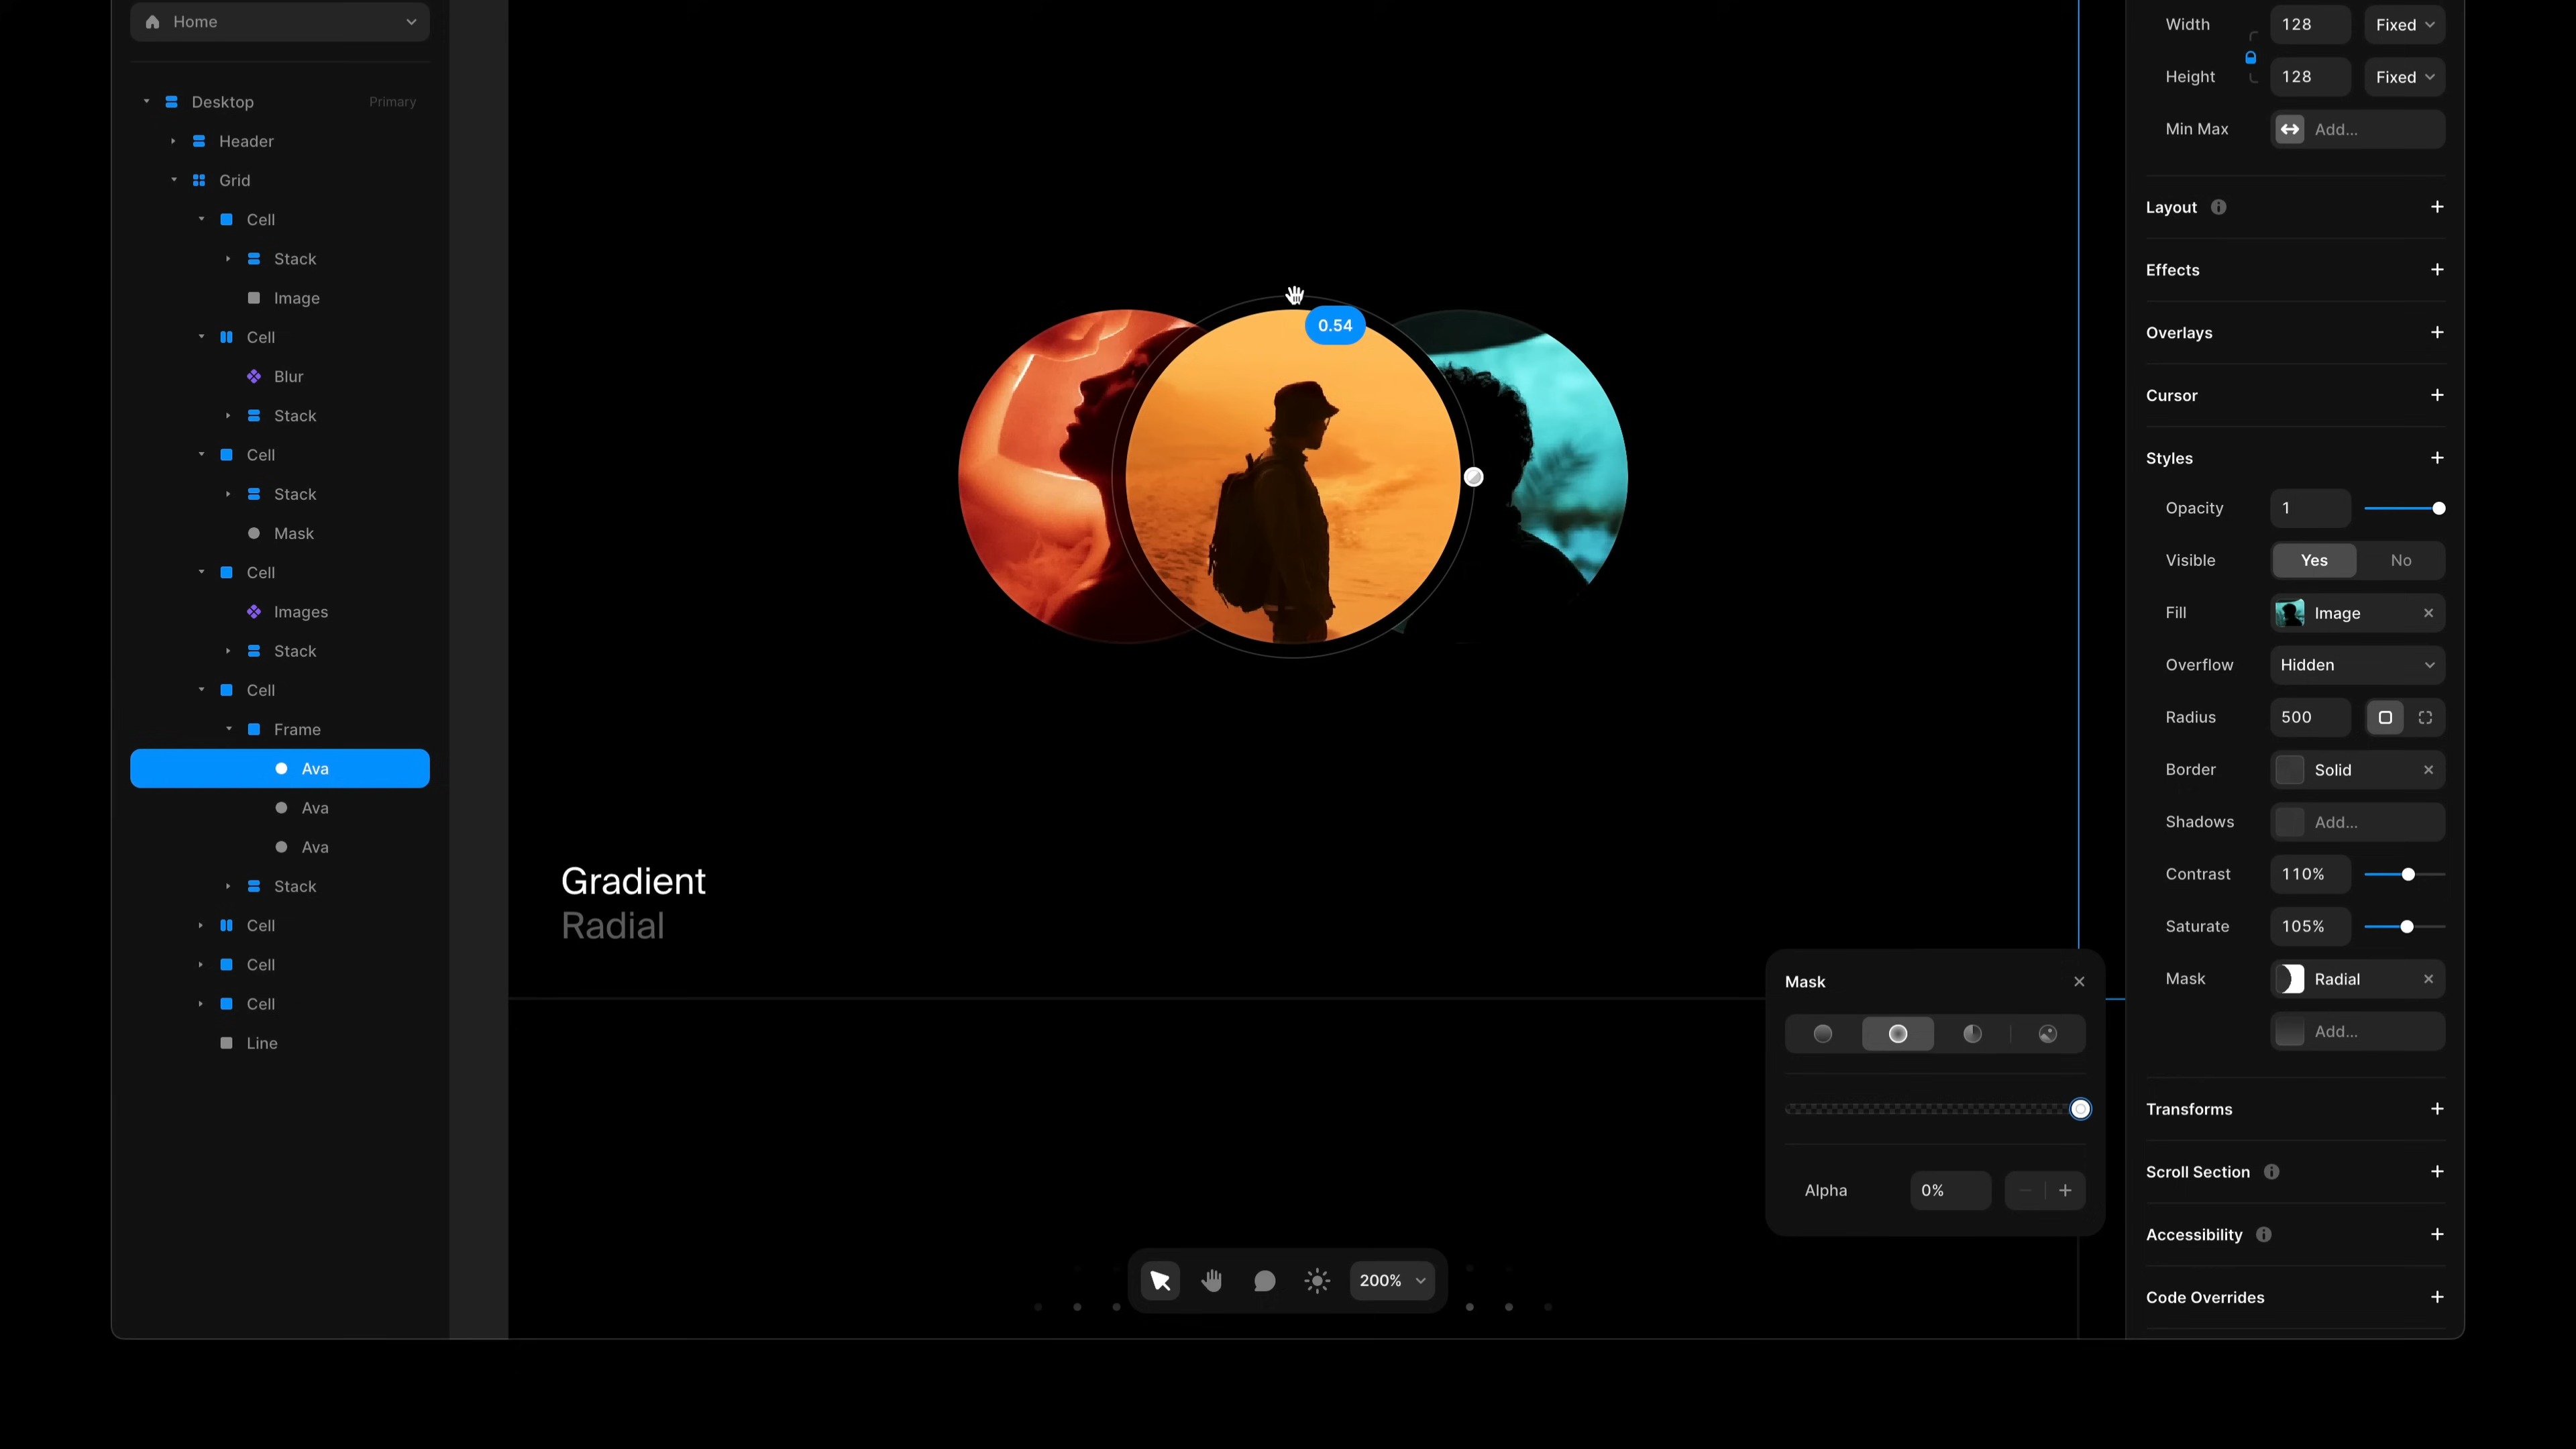 Home
Desktop Primary
Header
Grid
Cell
Stack
Image
Cell
Blur
Stack
Cell
Stack
Mask
Cell
Images
Stack
Cell
Frame
Ava
Ava
Ava
Stack
Cell
Cell
Cell
Line
0.54
Gradient
Radial
200%
Mask
Alpha 0%
Width 128 Fixed
Height 128 Fixed
Min Max Add...
Layout
Effects
Overlays
Cursor
Styles
Opacity 1
Visible Yes No
Fill Image
Overflow Hidden
Radius 500
Border Solid
Shadows Add...
Contrast 110%
Saturate 105%
Mask Radial
Add...
Transforms
Scroll Section
Accessibility
Code Overrides